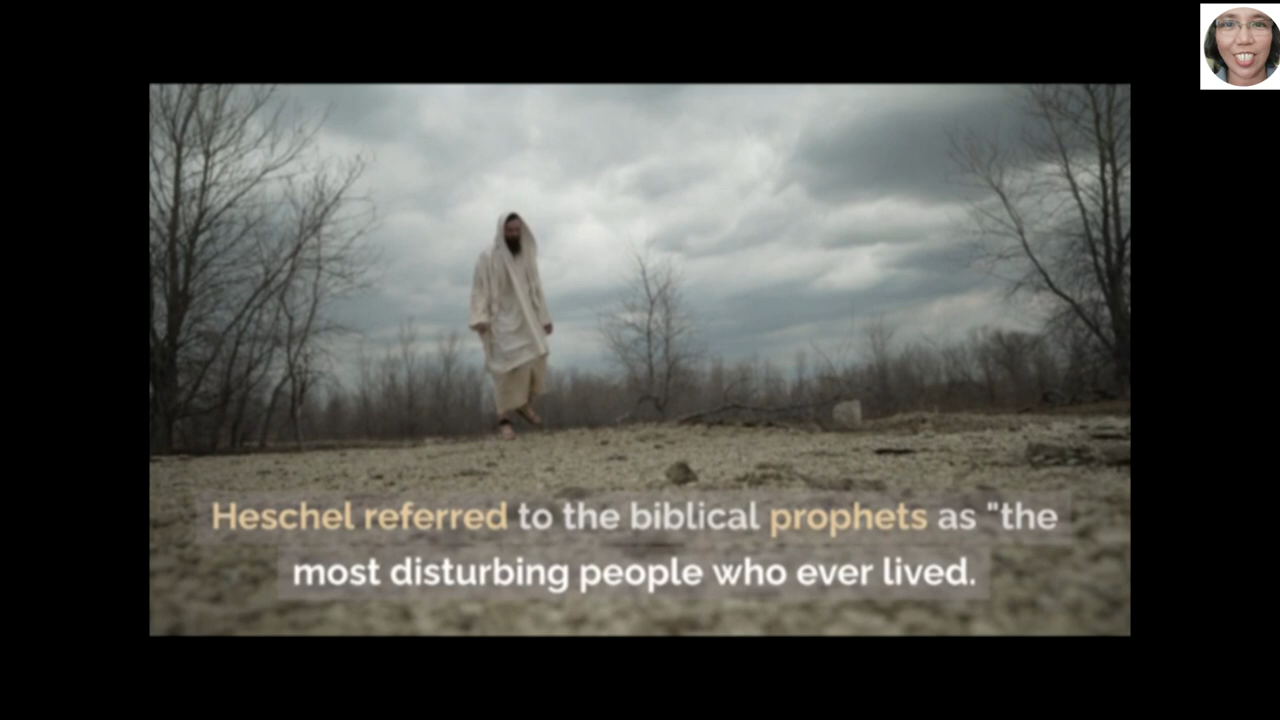 Heschel referred to the biblical prophets as "the
most disturbing people who ever lived.